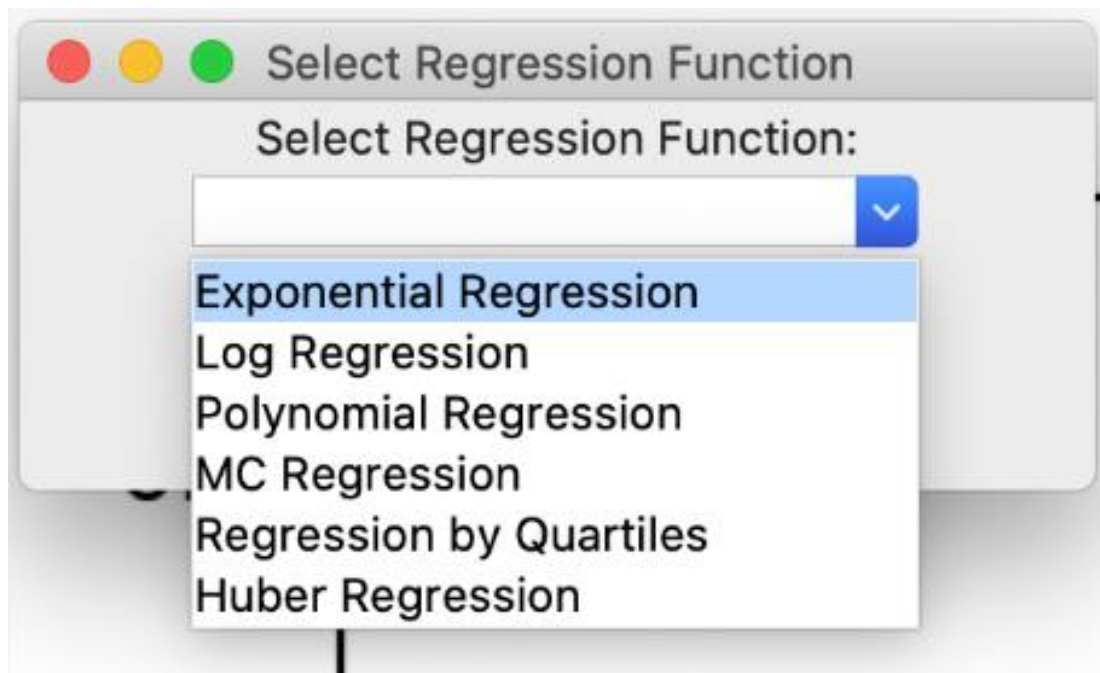 Select Regression Function
Select Regression Function:
Exponential Regression
Log Regression
Polynomial Regression
MC Regression
Regression by Quartiles
Huber Regression